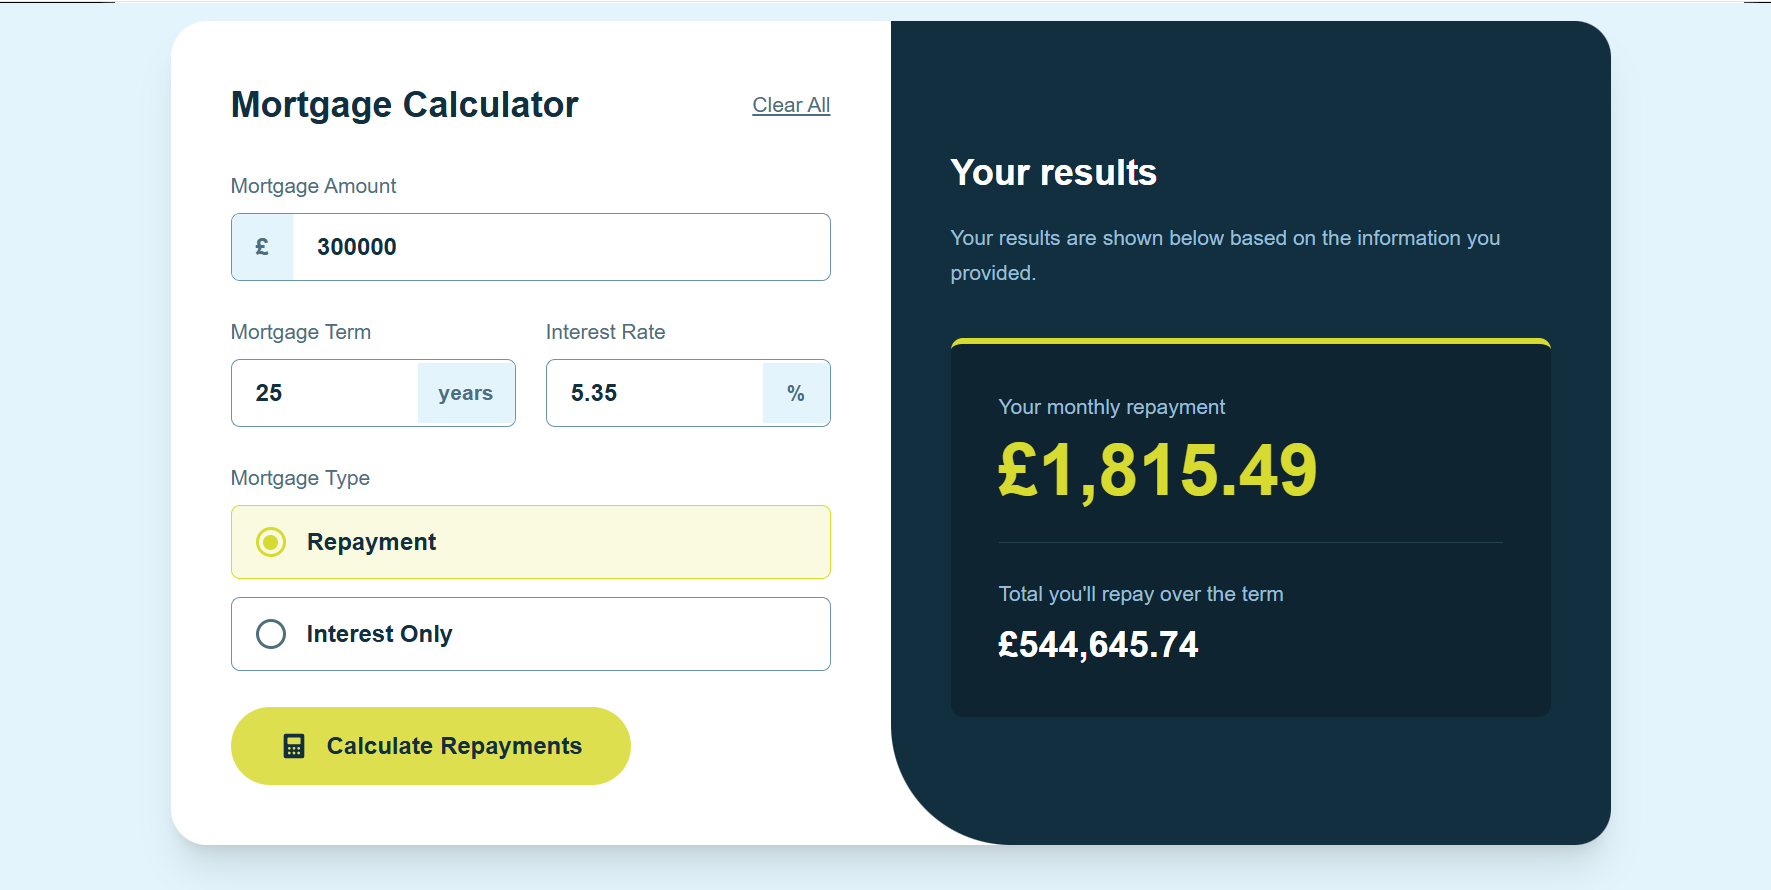 Mortgage Calculator
Clear All
Mortgage Amount
£ 300000
Mortgage Term
25 years
Interest Rate
5.35 %
Mortgage Type
Repayment
Interest Only
Calculate Repayments
Your results
Your results are shown below based on the information you
provided.
Your monthly repayment
£1,815.49
Total you'll repay over the term
£544,645.74